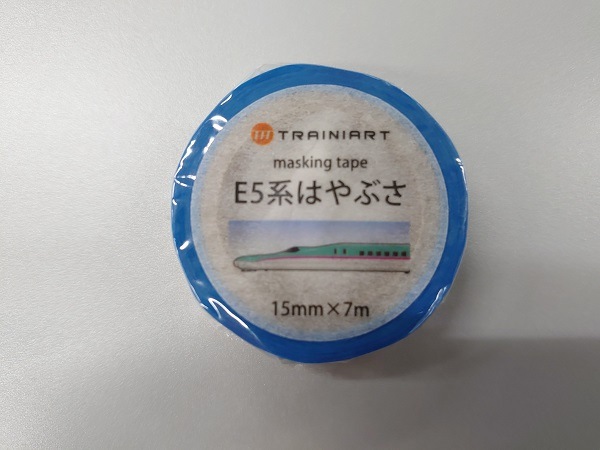 TRAINIART
masking tape
E5系はやぶさ
15mm×7m